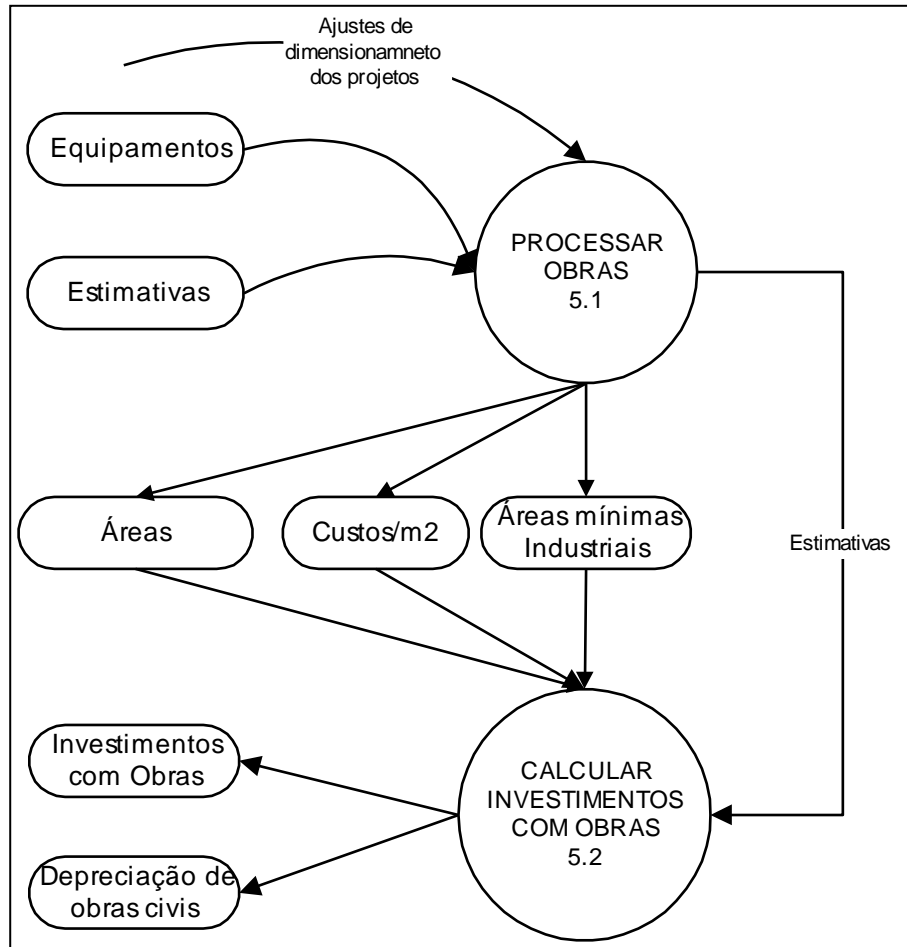 Ajustes de
dimensionamneto
dos projetos
Equipamentos
Estimativas
PROCESSAR
OBRAS
5.1
Áreas
Custos/m2
Áreas mínimas
Industriais
Estimativas
Investimentos
com Obras
Depreciação de
obras civis
CALCULAR
INVESTIMENTOS
COM OBRAS
5.2